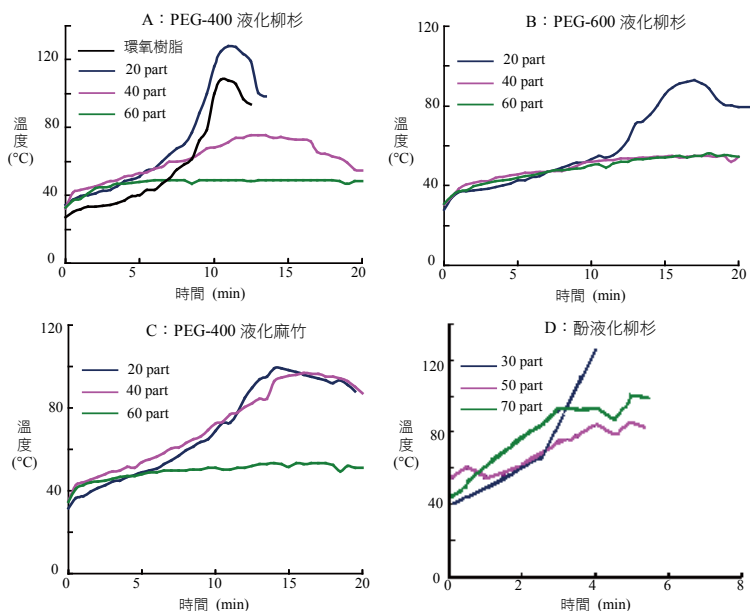 A：PEG-400 液化柳杉
環氧樹脂
20 part
40 part
60 part
溫度
(°C)
120
80
40
0
0 5 10 15 20
時間 (min)
B：PEG-600 液化柳杉
20 part
40 part
60 part
溫度
(°C)
120
80
40
0
0 5 10 15 20
時間 (min)
C：PEG-400 液化麻竹
20 part
40 part
60 part
溫度
(°C)
120
80
40
0
0 5 10 15 20
時間 (min)
D：酚液化柳杉
30 part
50 part
70 part
溫度
(°C)
120
80
40
0
0 2 4 6 8
時間 (min)